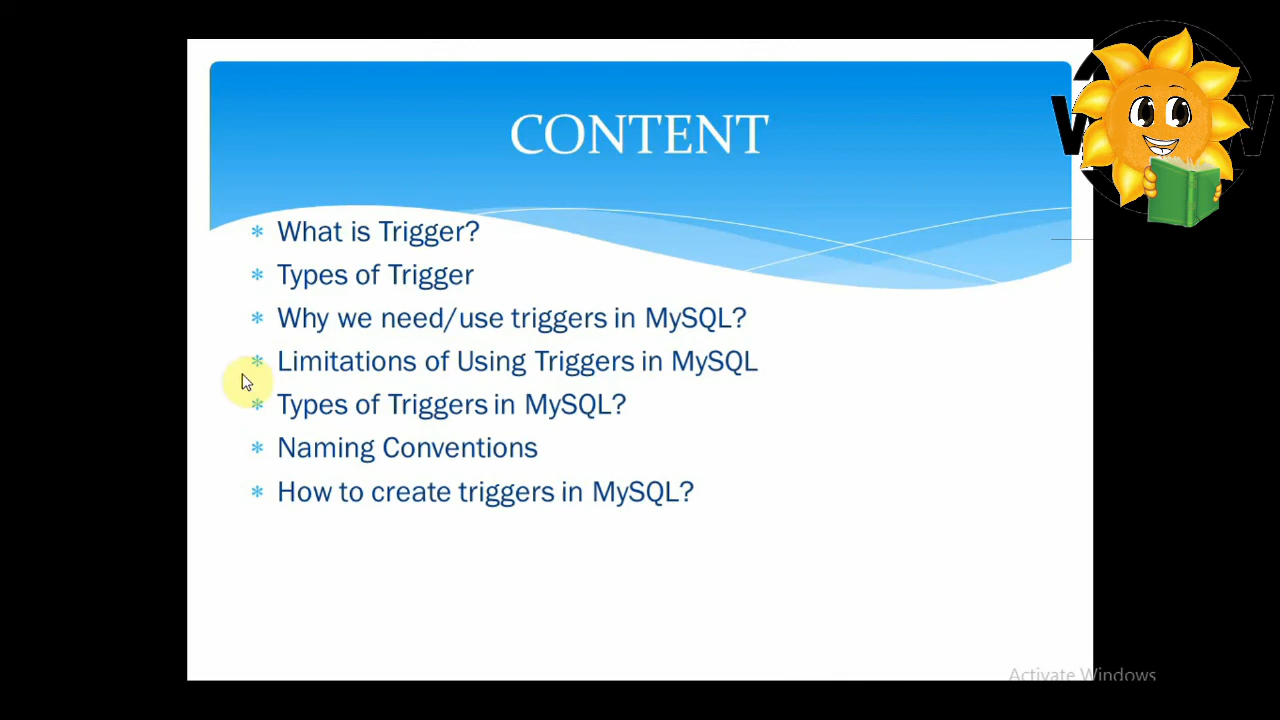 CONTENT
* What is Trigger?
* Types of Trigger
* Why we need/use triggers in MySQL?
* Limitations of Using Triggers in MySQL
* Types of Triggers in MySQL?
* Naming Conventions
* How to create triggers in MySQL?
Activate Windows